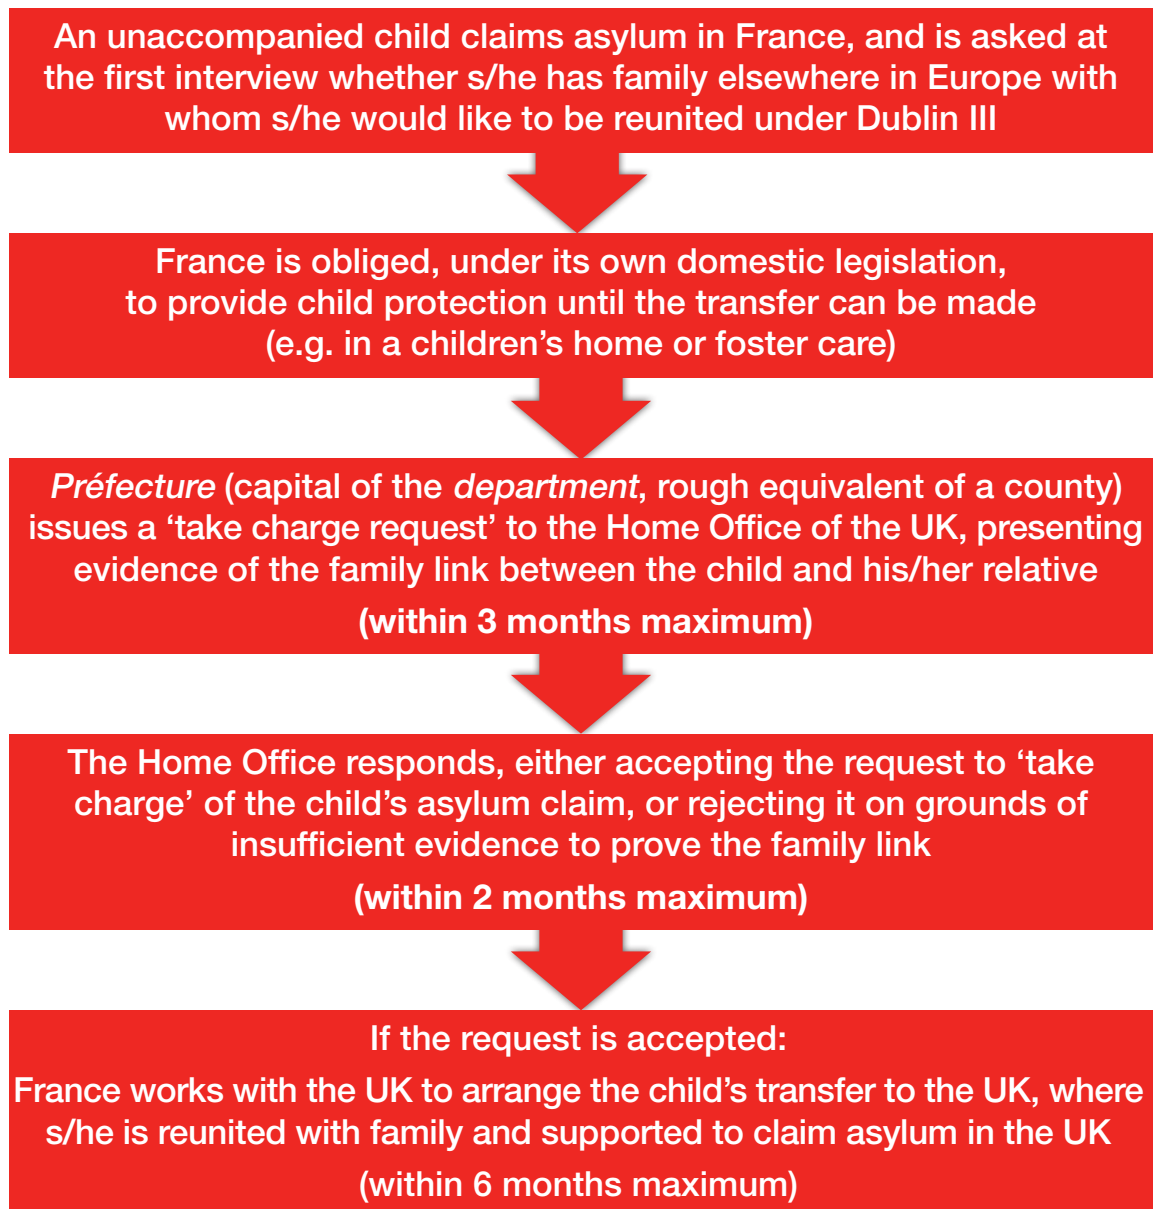 An unaccompanied child claims asylum in France, and is asked at
the first interview whether s/he has family elsewhere in Europe with
whom s/he would like to be reunited under Dublin III
France is obliged, under its own domestic legislation,
to provide child protection until the transfer can be made
(e.g. in a children’s home or foster care)
Préfecture (capital of the department, rough equivalent of a county)
issues a ‘take charge request’ to the Home Office of the UK, presenting
evidence of the family link between the child and his/her relative
(within 3 months maximum)
The Home Office responds, either accepting the request to ‘take
charge’ of the child’s asylum claim, or rejecting it on grounds of
insufficient evidence to prove the family link
(within 2 months maximum)
If the request is accepted:
France works with the UK to arrange the child’s transfer to the UK, where
s/he is reunited with family and supported to claim asylum in the UK
(within 6 months maximum)